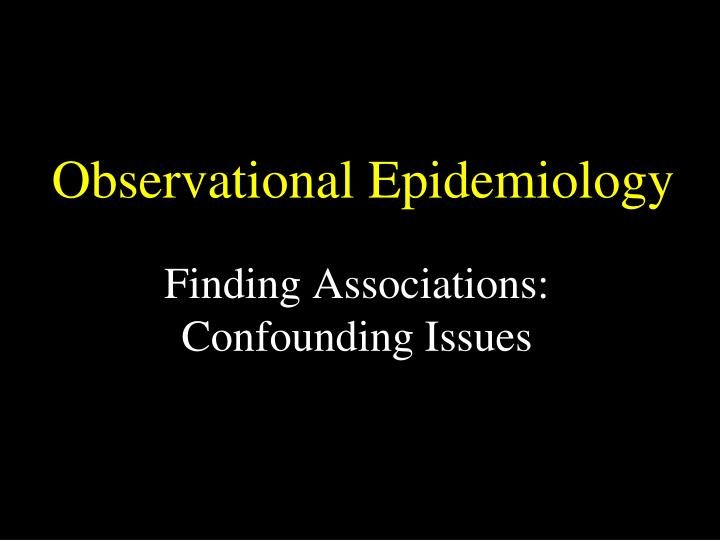 Observational Epidemiology
Finding Associations:
Confounding Issues